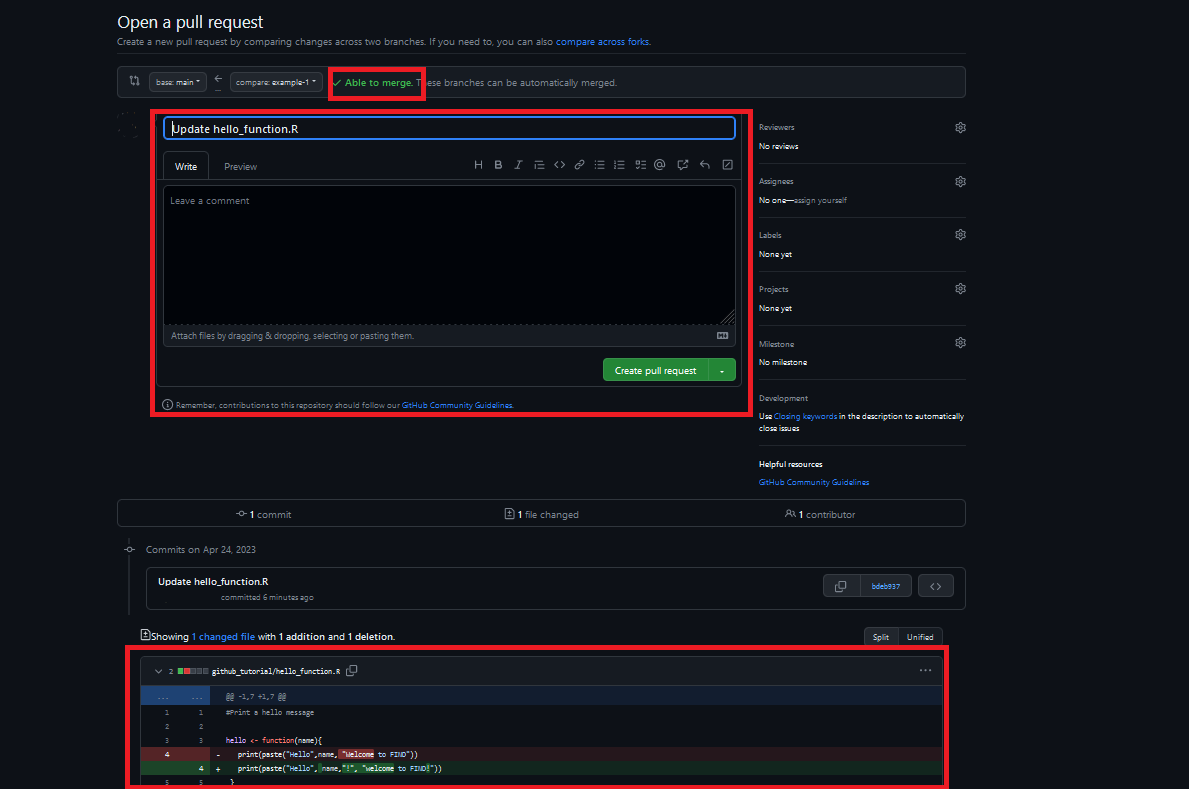 Open a pull request
Create a new pull request by comparing changes across two branches. If you need to, you can also compare across forks.
base: main compare: example-1 Able to merge. These branches can be automatically merged.
Update hello_function.R
Write Preview
Leave a comment
Attach files by dragging & dropping, selecting or pasting them.
Create pull request
Remember, contributions to this repository should follow our GitHub Community Guidelines.
Reviewers
No reviews
Assignees
No one—assign yourself
Labels
None yet
Projects
None yet
Milestone
No milestone
Development
Use Closing keywords in the description to automatically
close issues
Helpful resources
GitHub Community Guidelines
1 commit 1 file changed 1 contributor
Commits on Apr 24, 2023
Update hello_function.R
committed 6 minutes ago
bdeb937
Showing 1 changed file with 1 addition and 1 deletion.
Split Unified
2 github_tutorial/hello_function.R
... ... @@ -1,7 +1,7 @@
1 1 #Print a hello message
2 2
3 3 hello <- function(name){
4 - print(paste("Hello",name, "Welcome to FIND"))
4 + print(paste("Hello", name,"!", "welcome to FIND!"))
5 5 }